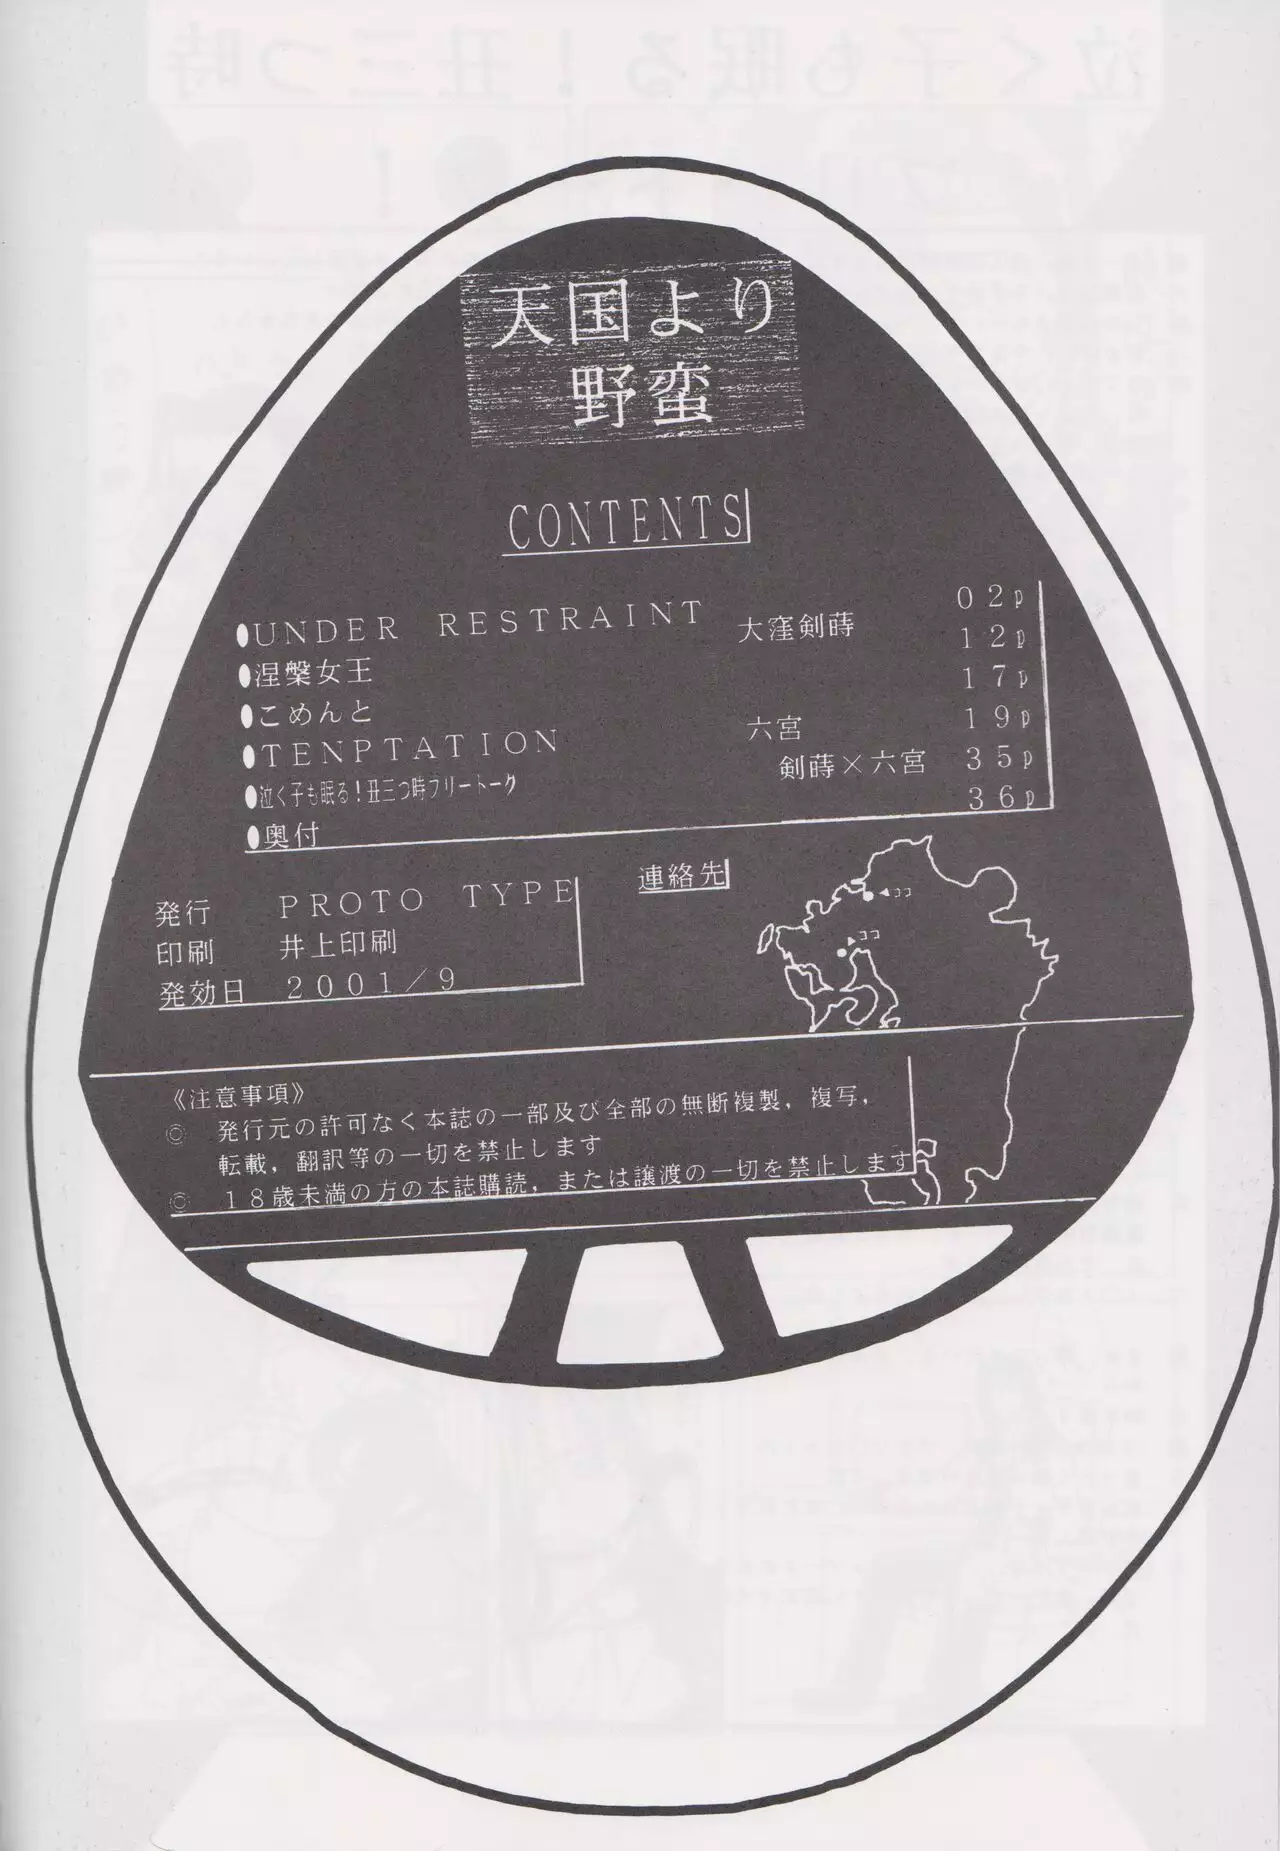 天国より
野蛮
CONTENTS
●UNDER RESTRAINT 大窪剣蒔 02p
●涅槃女王 12p
●こめんと 17p
●TENPTATION 六宮 19p
●泣く子も眠る!丑三つ時フリートーク 剣蒔×六宮 35p
●奥付 36p
発行 PROTO TYPE
印刷 井上印刷
発効日 2001/9
連絡先
◀ココ
ココ
《注意事項》
◎ 発行元の許可なく本誌の一部及び全部の無断複製,複写,
転載,翻訳等の一切を禁止します
◎ 18歳未満の方の本誌購読,または譲渡の一切を禁止します